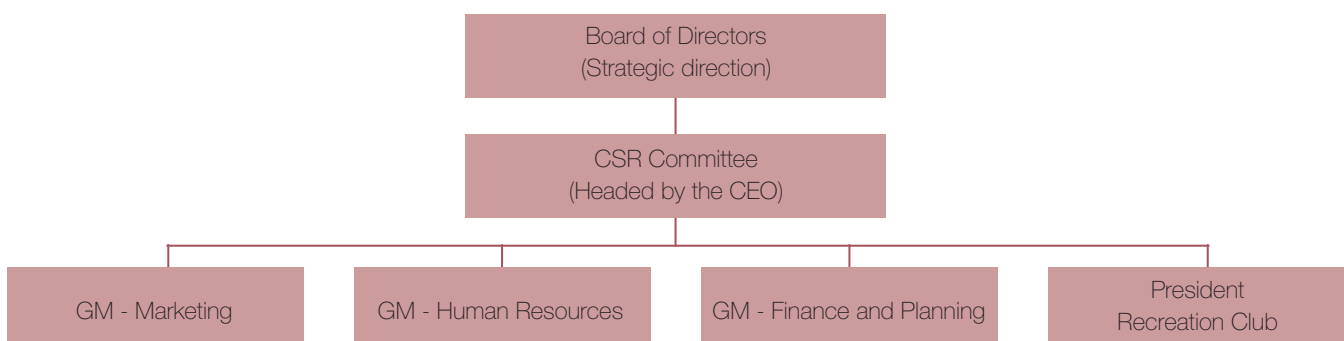 Board of Directors
(Strategic direction)
CSR Committee
(Headed by the CEO)
GM - Marketing
GM - Human Resources
GM - Finance and Planning
President
Recreation Club